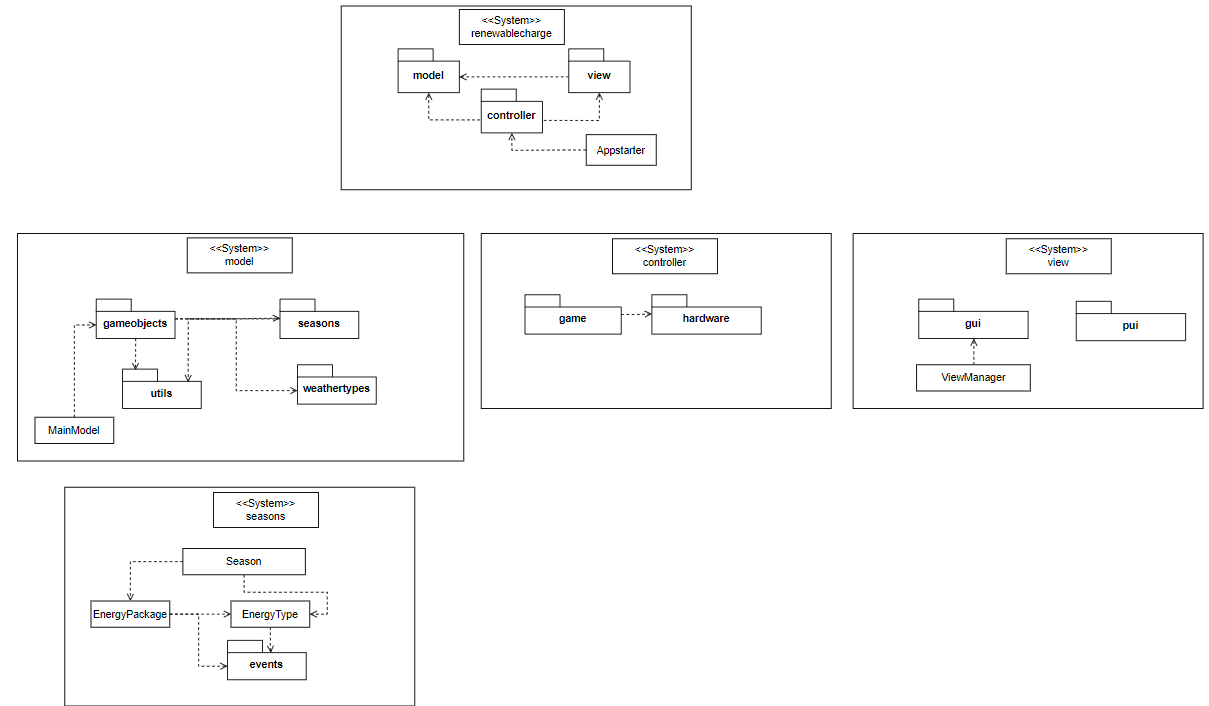 <<System>>
renewablecharge
model
view
controller
Appstarter
<<System>>
model
gameobjects
seasons
utils
weathertypes
MainModel
<<System>>
controller
game
hardware
<<System>>
view
gui
pui
ViewManager
<<System>>
seasons
Season
EnergyPackage
EnergyType
events